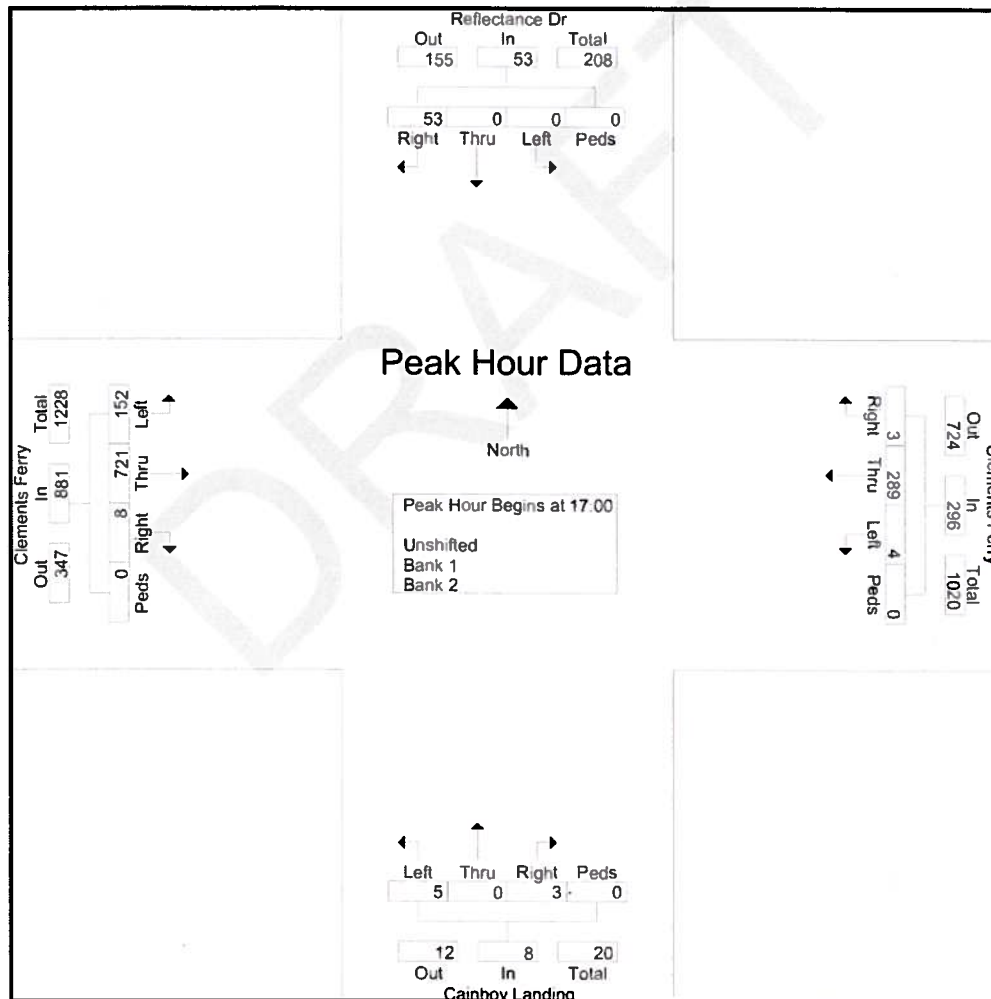 Reflectance Dr
Out In Total
155 53 208
53 0 0 0
Right Thru Left Peds
Peak Hour Data
North
Peak Hour Begins at 17:00
Unshifted
Bank 1
Bank 2
Clements Ferry
Total In Out
1228 881 347
152 721 8 0
Left Thru Right Peds
Out In Total
724 296 1020
3 289 4 0
Right Thru Left Peds
Left Thru Right Peds
5 0 3 0
12 8 20
Out In Total
Cainhoy Landing
DRAFT